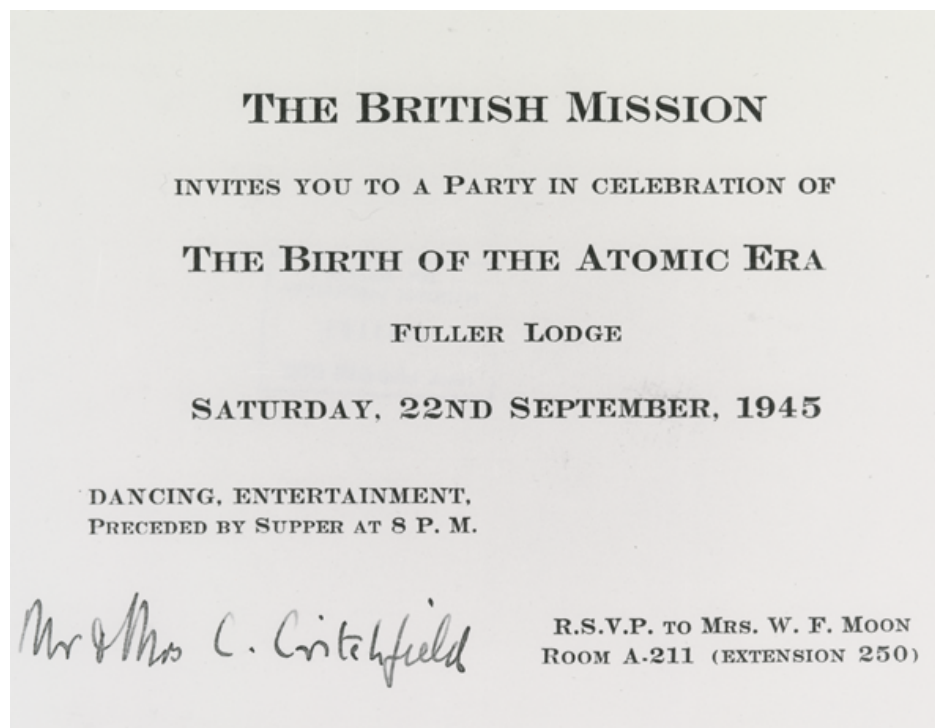 THE BRITISH MISSION
INVITES YOU TO A PARTY IN CELEBRATION OF
THE BIRTH OF THE ATOMIC ERA
FULLER LODGE
SATURDAY, 22ND SEPTEMBER, 1945
DANCING, ENTERTAINMENT,
PRECEDED BY SUPPER AT 8 P. M.
Mr & Mrs C. Critchfield
R.S.V.P. TO MRS. W. F. MOON
ROOM A-211 (EXTENSION 250)